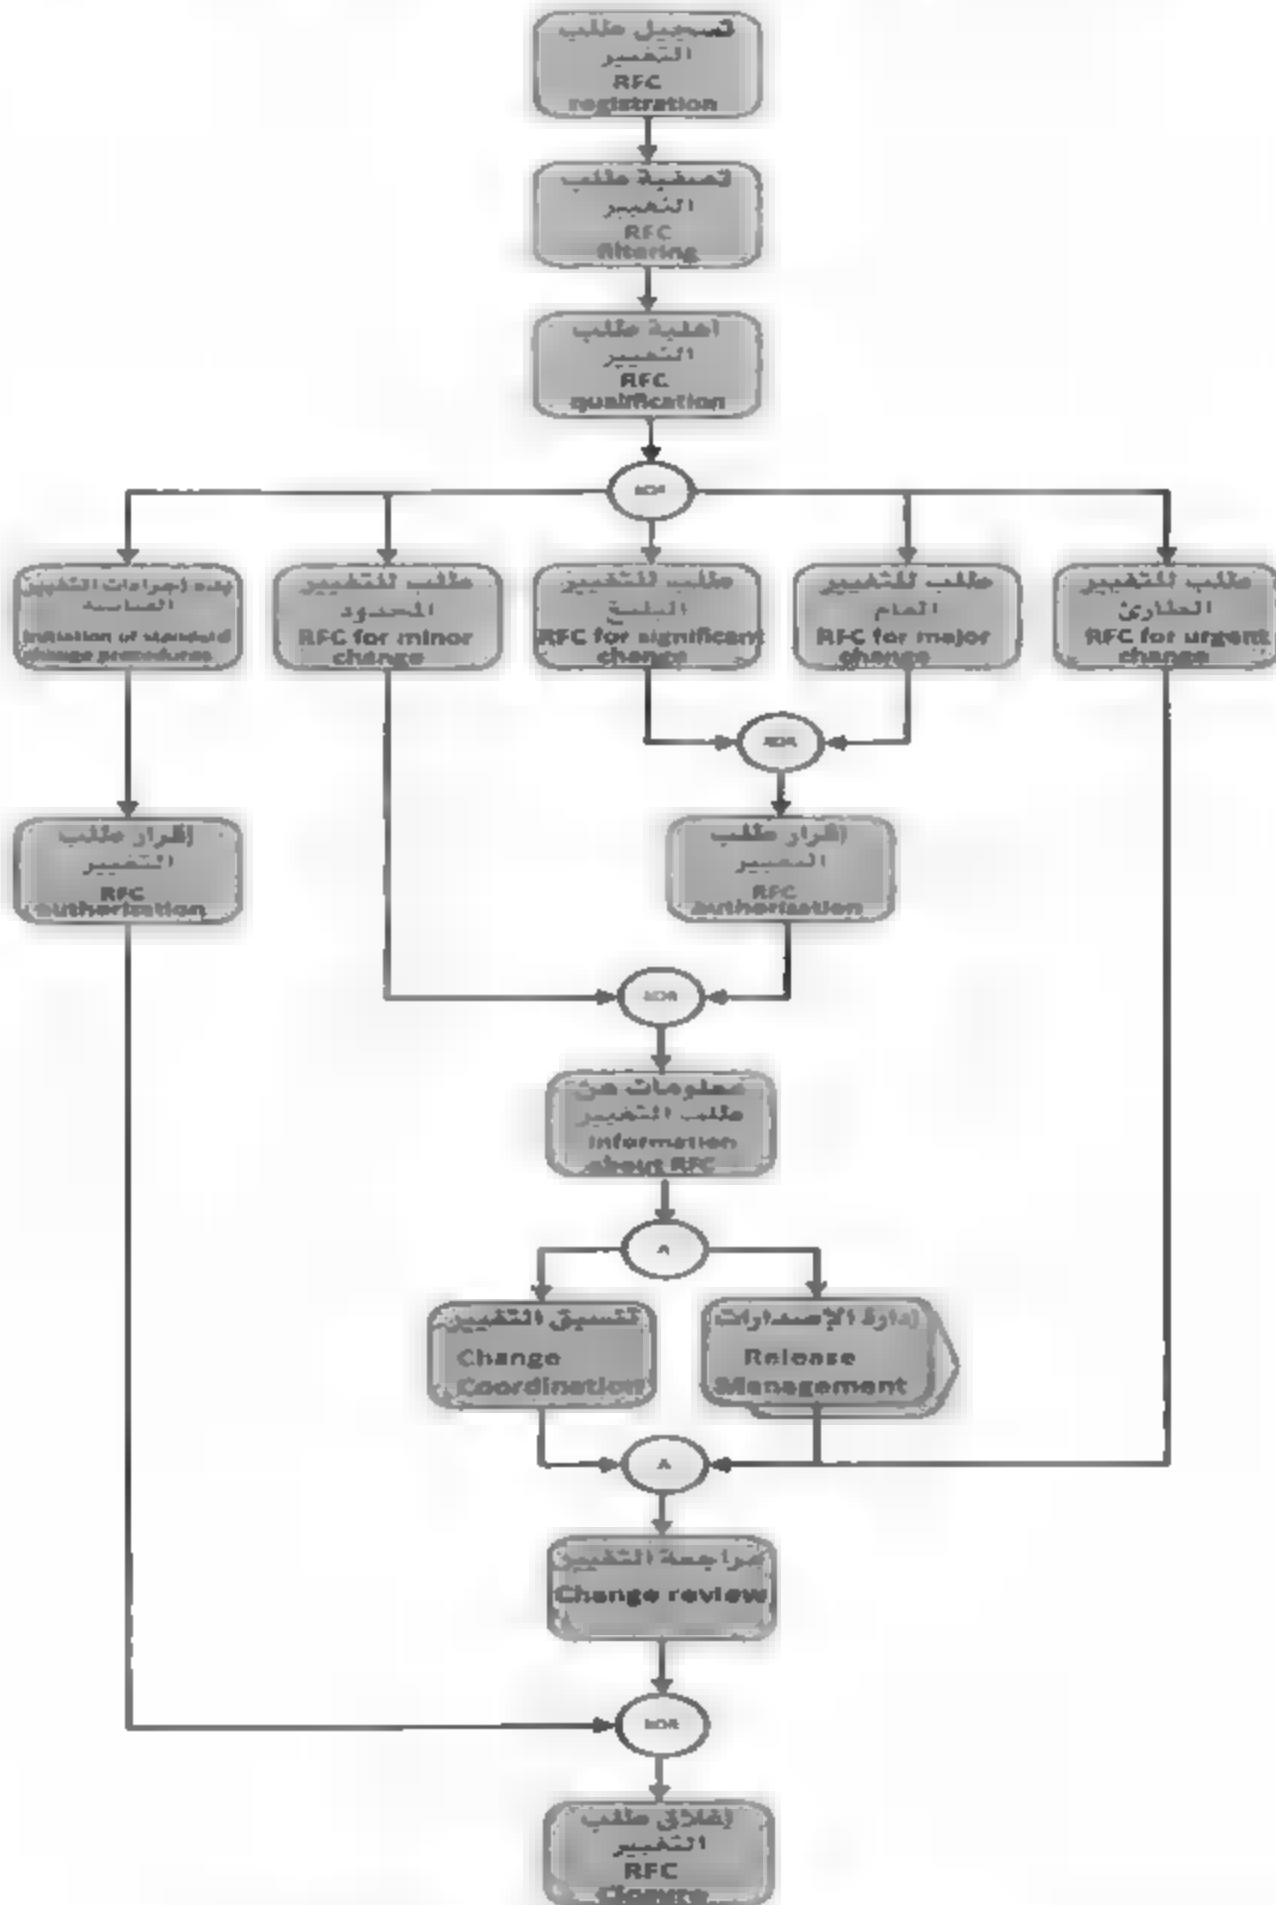 تسجيل طلب
التغيير
RFC
registration
تصفية طلب
التغيير
RFC
filtering
أهلية طلب
التغيير
RFC
qualification
XOR
بدء إجراءات التغيير
القياسية
Initiation of standard
change procedures
طلب للتغيير
المحدود
RFC for minor
change
طلب للتغيير
RFC for significant
change
طلب للتغيير
الهام
RFC for major
change
طلب للتغيير
الطارئ
RFC for urgent
change
XOR
إقرار طلب
التغيير
RFC
authorisation
إقرار طلب
التغيير
RFC
authorisation
XOR
معلومات عن
طلب التغيير
Information
about RFC
تنسيق التغيير
Change
Coordination
إدارة الإصدارات
Release
Management
مراجعة التغيير
Change review
XOR
إغلاق طلب
التغيير
RFC
Closure